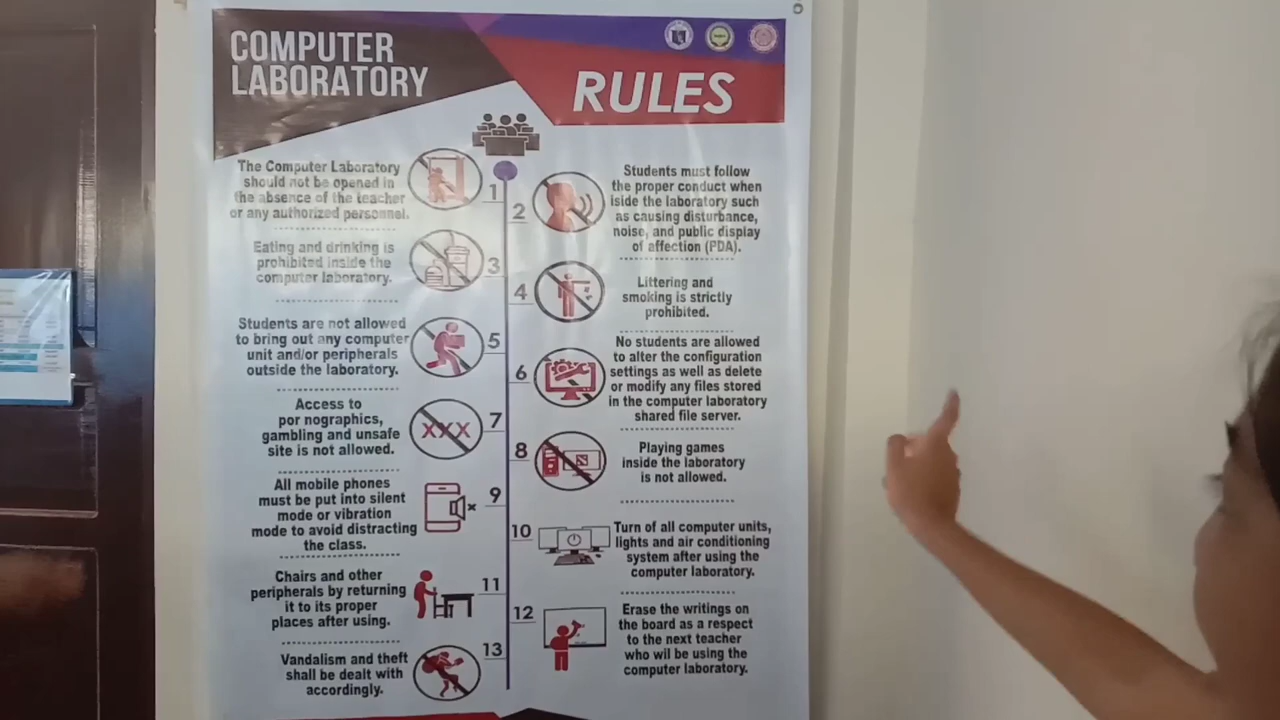 COMPUTER
LABORATORY
RULES
The Computer Laboratory
should not be opened in
the absence of the teacher
or any authorized personnel.
1
2
Students must follow
the proper conduct when
iside the laboratory such
as causing disturbance,
noise, and public display
of affection (PDA).
Eating and drinking is
prohibited inside the
computer laboratory.
3
4
Littering and
smoking is strictly
prohibited.
Students are not allowed
to bring out any computer
unit and/or peripherals
outside the laboratory.
5
6
No students are allowed
to alter the configuration
settings as well as delete
or modify any files stored
in the computer laboratory
shared file server.
Access to
por nographics,
gambling and unsafe
site is not allowed.
XXX
7
8
Playing games
inside the laboratory
is not allowed.
All mobile phones
must be put into silent
mode or vibration
mode to avoid distracting
the class.
9
10
Turn of all computer units,
lights and air conditioning
system after using the
computer laboratory.
Chairs and other
peripherals by returning
it to its proper
places after using.
11
12
Erase the writings on
the board as a respect
to the next teacher
who wil be using the
computer laboratory.
Vandalism and theft
shall be dealt with
accordingly.
13